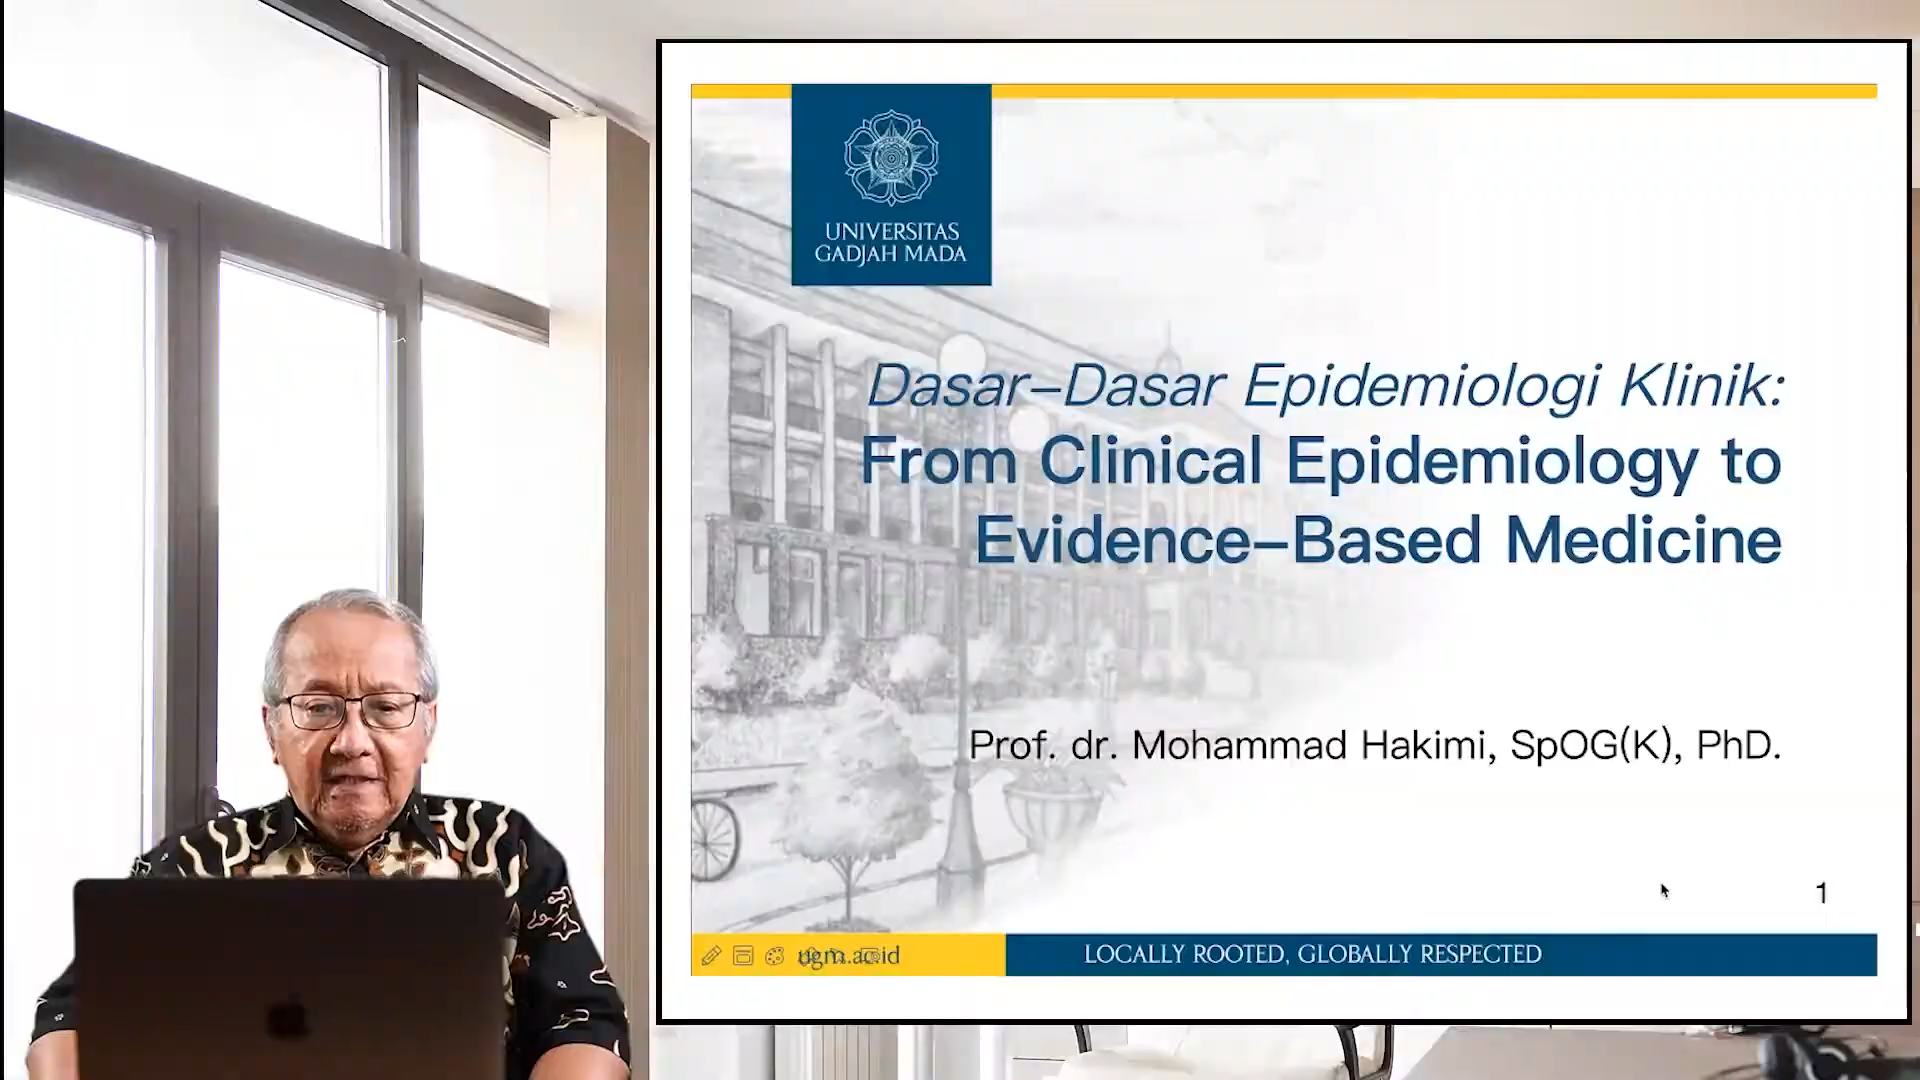 UNIVERSITAS
GADJAH MADA
Dasar–Dasar Epidemiologi Klinik:
From Clinical Epidemiology to
Evidence–Based Medicine
Prof. dr. Mohammad Hakimi, SpOG(K), PhD.
1
ugm.ac.id
LOCALLY ROOTED, GLOBALLY RESPECTED